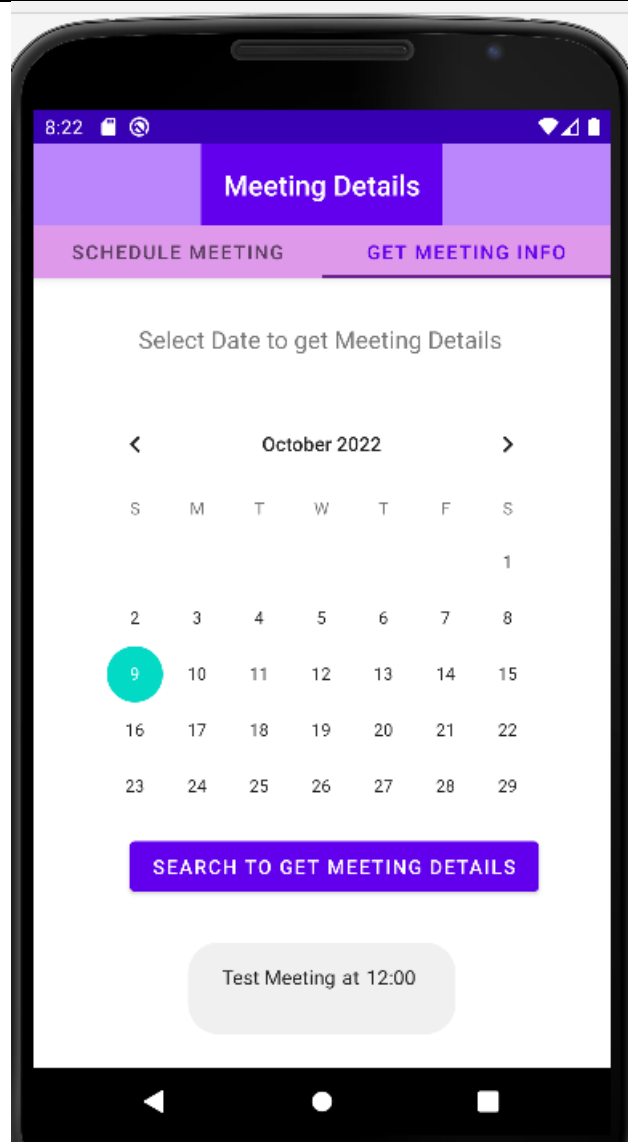 8:22
Meeting Details
SCHEDULE MEETING GET MEETING INFO
Select Date to get Meeting Details
October 2022
S M T W T F S
1
2 3 4 5 6 7 8
9 10 11 12 13 14 15
16 17 18 19 20 21 22
23 24 25 26 27 28 29
SEARCH TO GET MEETING DETAILS
Test Meeting at 12:00